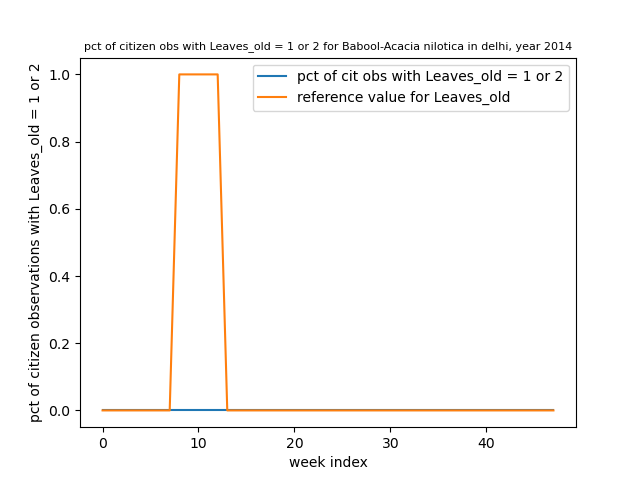 pct of citizen obs with Leaves_old = 1 or 2 for Babool-Acacia nilotica in delhi, year 2014
pct of citizen observations with Leaves_old = 1 or 2
1.0
0.8
0.6
0.4
0.2
0.0
pct of cit obs with Leaves_old = 1 or 2
reference value for Leaves_old
0
10
20
30
40
week index